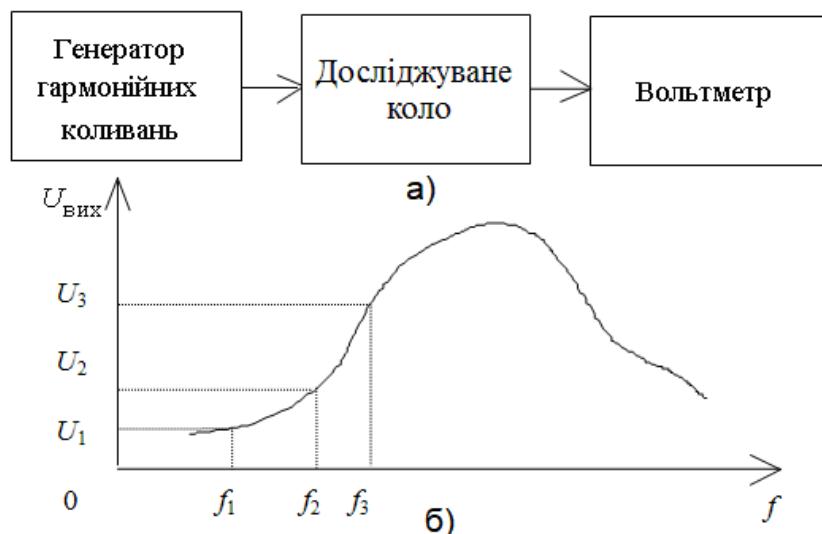 Генератор
гармонійних
коливань
Досліджуване
коло
Вольтметр
а)
Uвих
U3
U2
U1
0
f1
f2
f3
f
б)